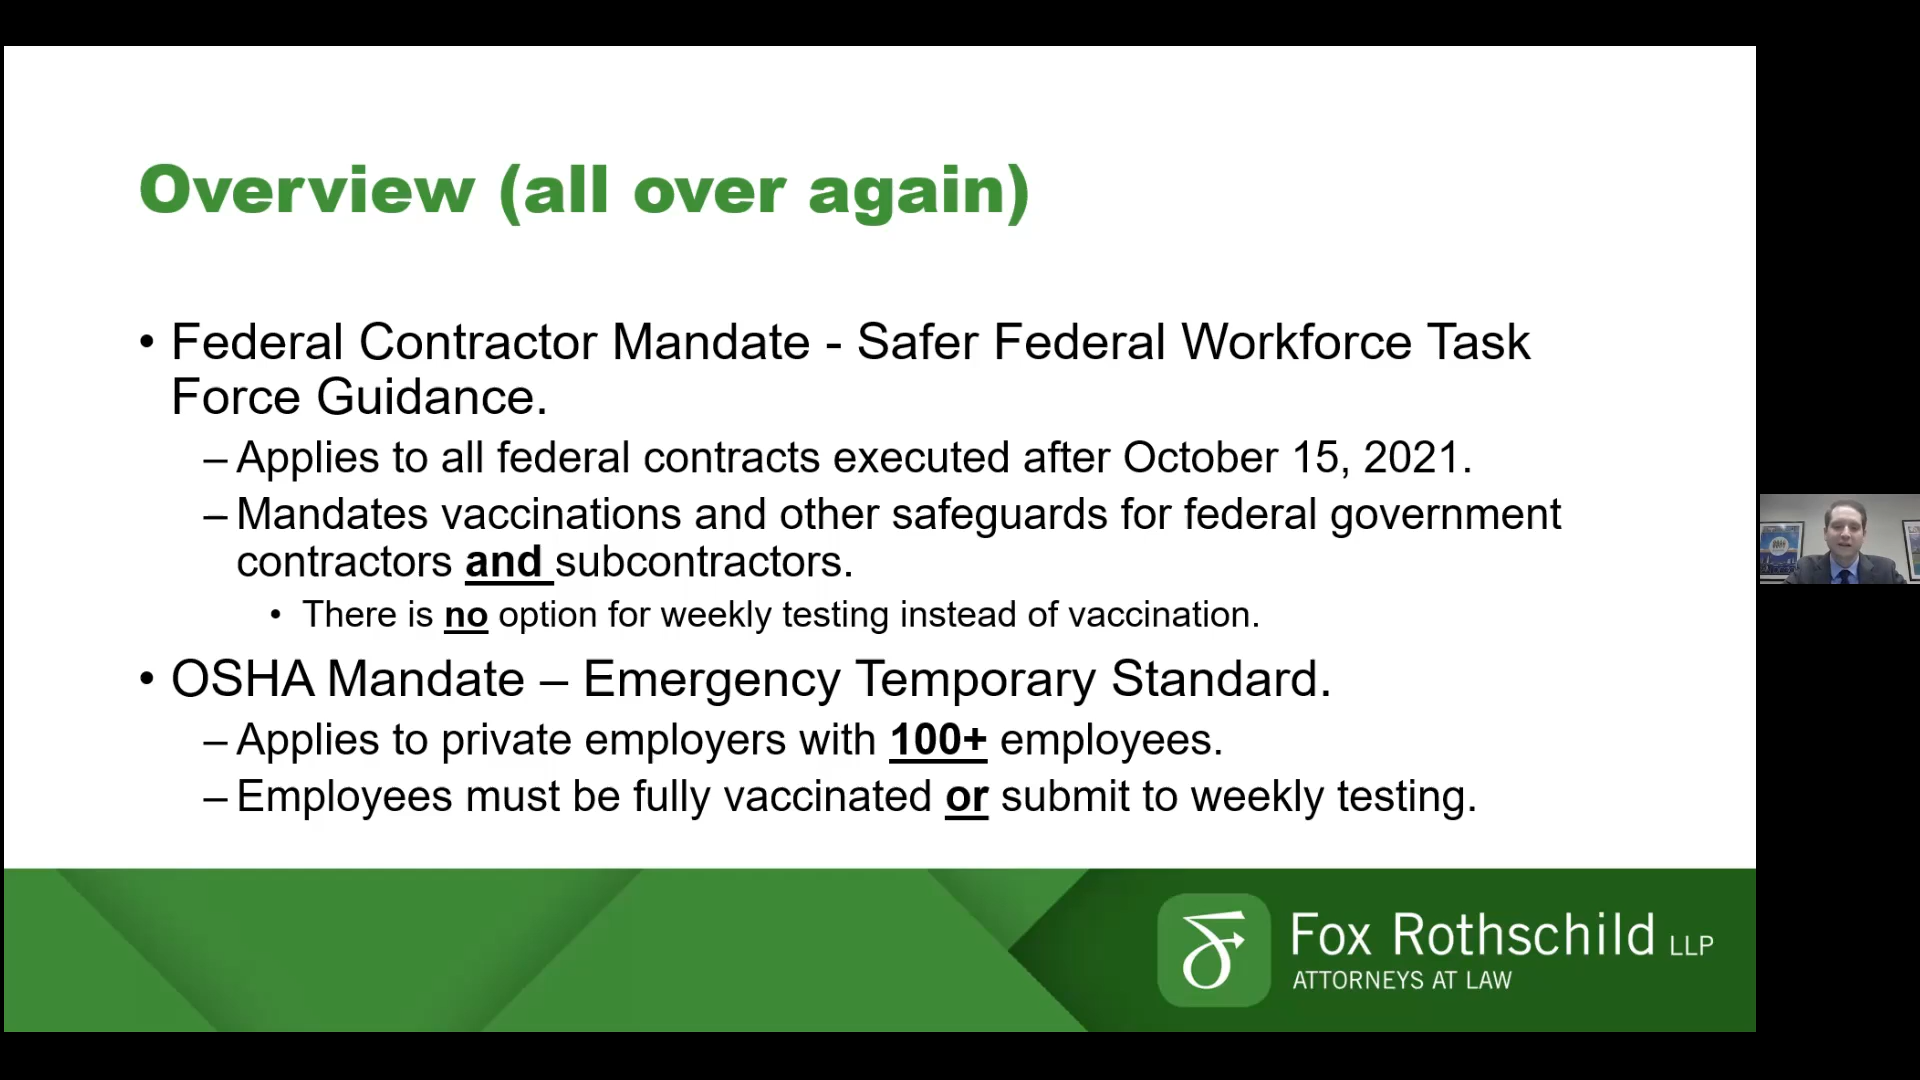 Overview (all over again)
• Federal Contractor Mandate - Safer Federal Workforce Task
Force Guidance.
– Applies to all federal contracts executed after October 15, 2021.
– Mandates vaccinations and other safeguards for federal government
contractors and subcontractors.
• There is no option for weekly testing instead of vaccination.
• OSHA Mandate – Emergency Temporary Standard.
– Applies to private employers with 100+ employees.
– Employees must be fully vaccinated or submit to weekly testing.
Fox Rothschild LLP
ATTORNEYS AT LAW